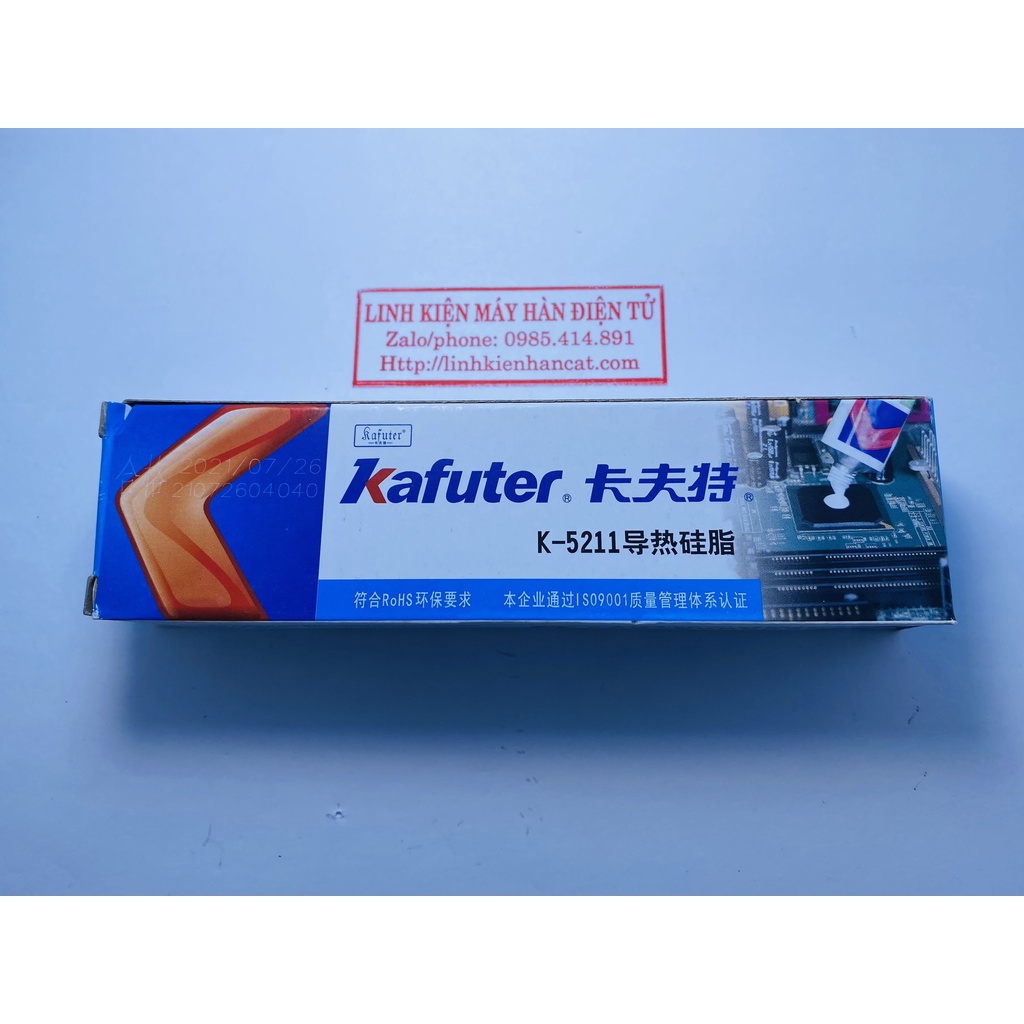 LINH KIỆN MÁY HÀN ĐIỆN TỬ
Zalo/phone: 0985.414.891
Http://linhkienhancat.com
Kafuter®
Kafuter® 卡夫特®
K-5211导热硅脂
2021/07/26
21072604040
符合RoHS环保要求 本企业通过ISO9001质量管理体系认证